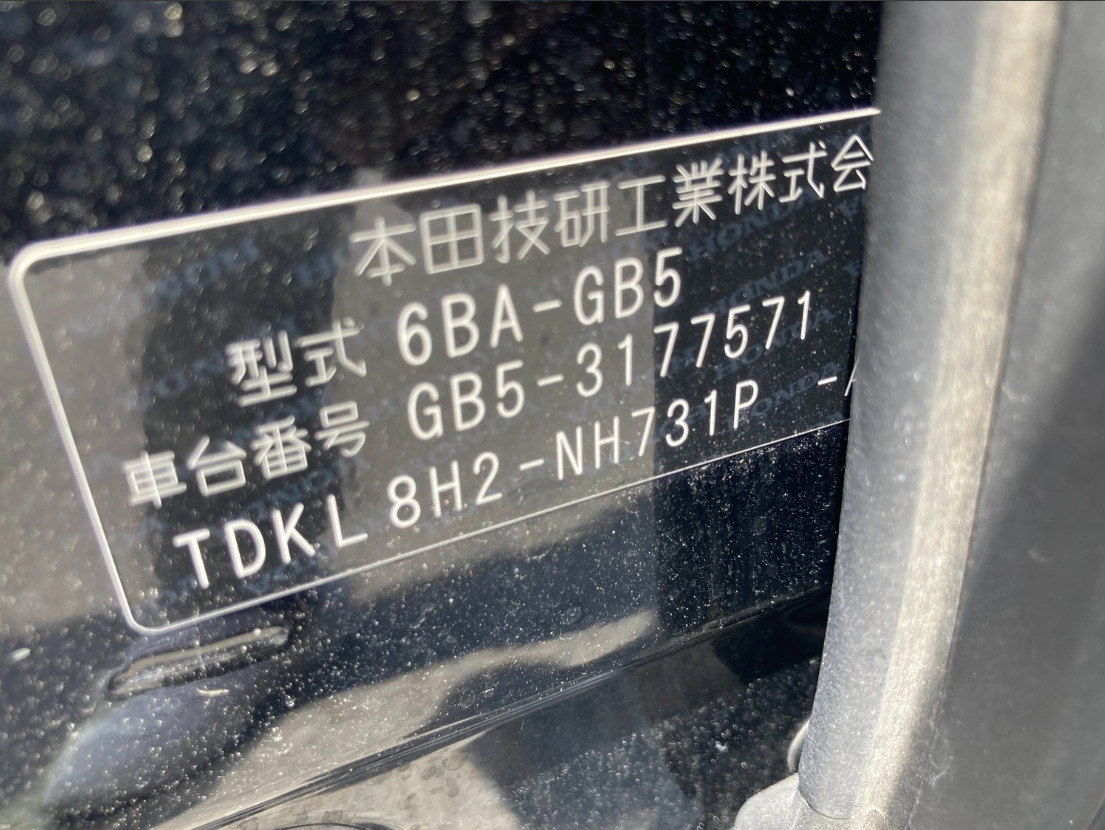 本田技研工業株式会
型式 6BA-GB5
車台番号 GB5-3177571
TDKL 8H2-NH731P -A